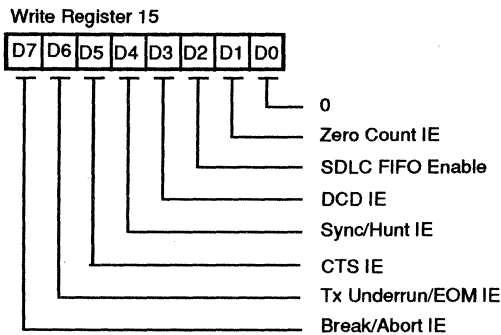 Write Register 15
D7 D6 D5 D4 D3 D2 D1 D0
0
Zero Count IE
SDLC FIFO Enable
DCD IE
Sync/Hunt IE
CTS IE
Tx Underrun/EOM IE
Break/Abort IE